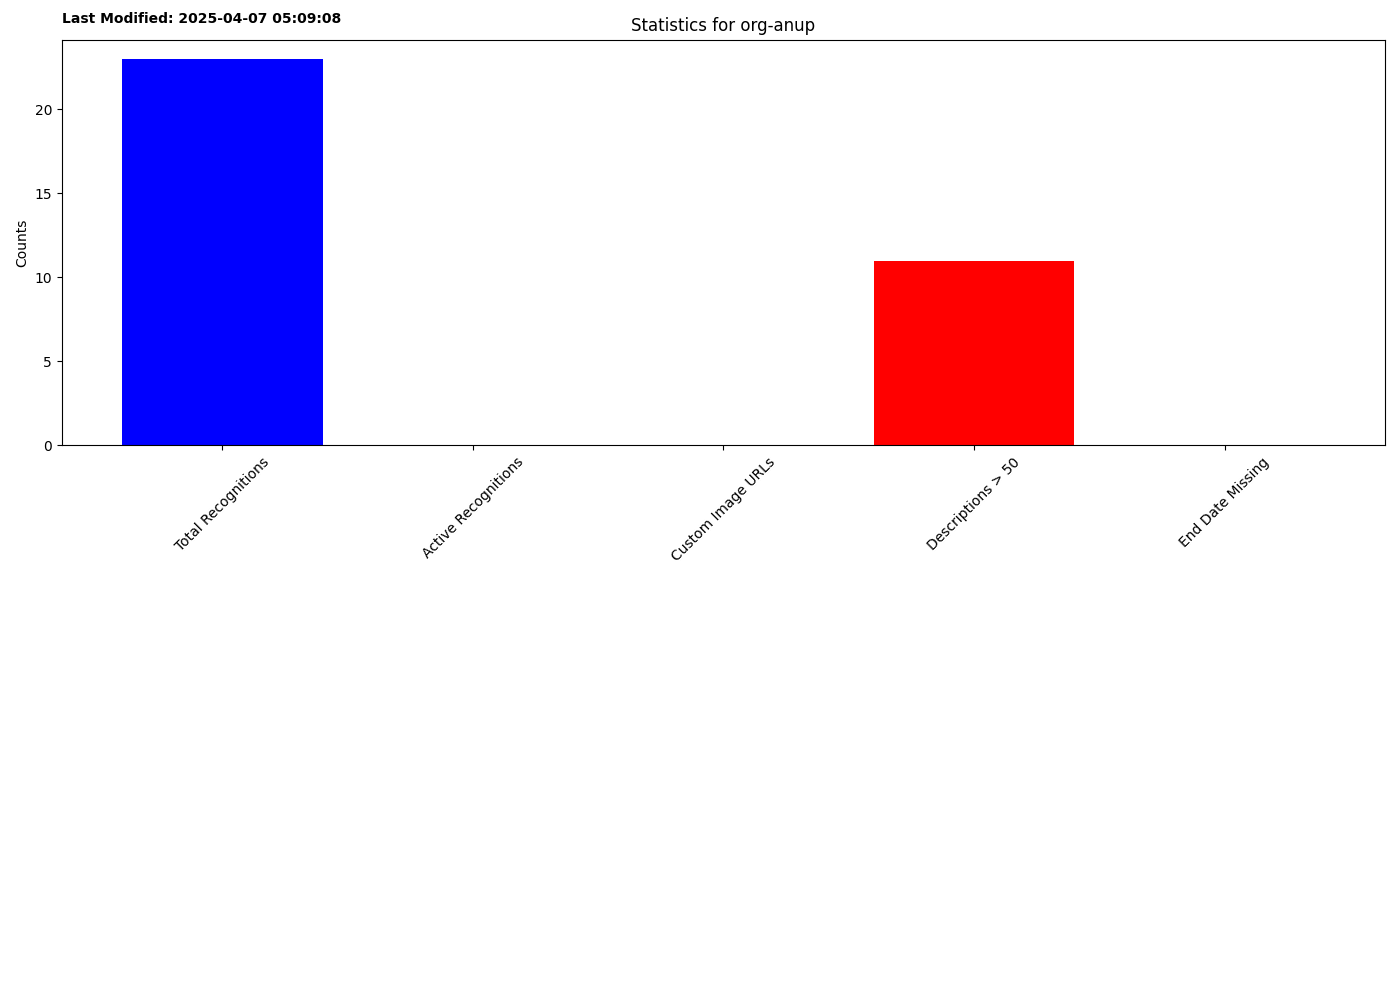 Last Modified: 2025-04-07 05:09:08
Statistics for org-anup
Counts
20
15
10
5
0
Total Recognitions
Active Recognitions
Custom Image URLs
Descriptions > 50
End Date Missing